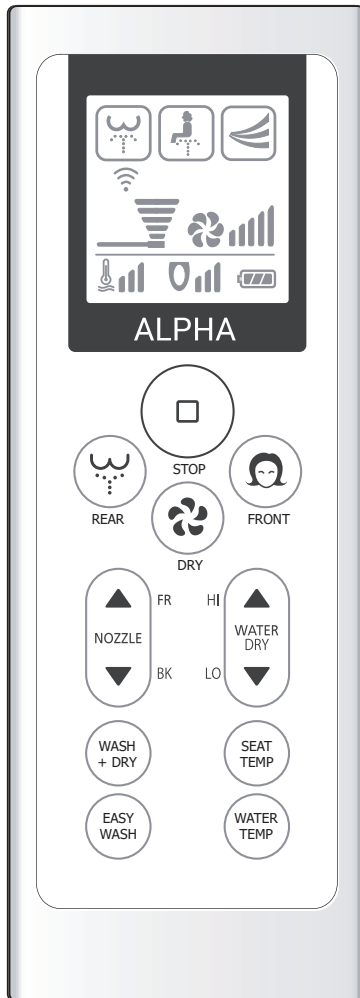 ALPHA
STOP
REAR
FRONT
DRY
FR
HI
NOZZLE
WATER
DRY
BK
LO
WASH
+ DRY
SEAT
TEMP
EASY
WASH
WATER
TEMP